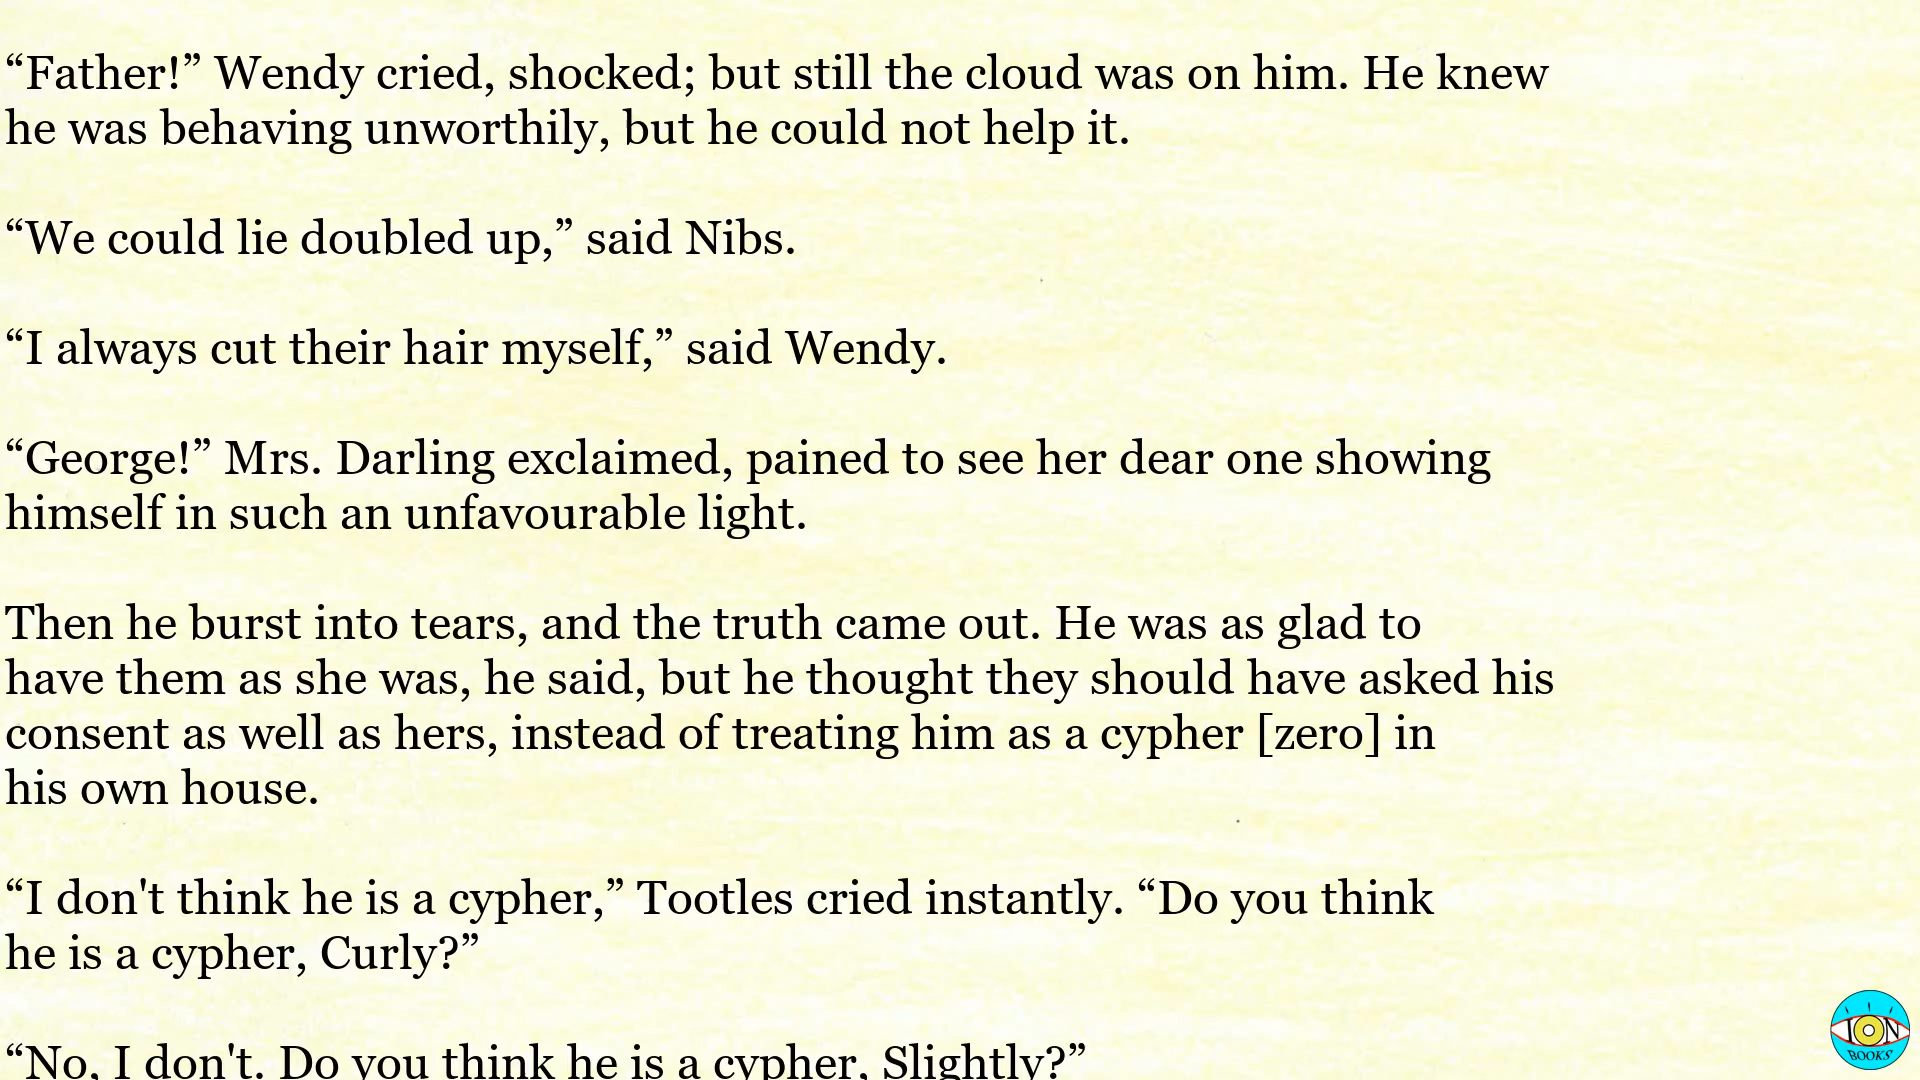 “Father!” Wendy cried, shocked; but still the cloud was on him. He knew
he was behaving unworthily, but he could not help it.
“We could lie doubled up,” said Nibs.
“I always cut their hair myself,” said Wendy.
“George!” Mrs. Darling exclaimed, pained to see her dear one showing
himself in such an unfavourable light.
Then he burst into tears, and the truth came out. He was as glad to
have them as she was, he said, but he thought they should have asked his
consent as well as hers, instead of treating him as a cypher [zero] in
his own house.
“I don't think he is a cypher,” Tootles cried instantly. “Do you think
he is a cypher, Curly?”
“No, I don't. Do you think he is a cypher, Slightly?”
ION
BOOKS